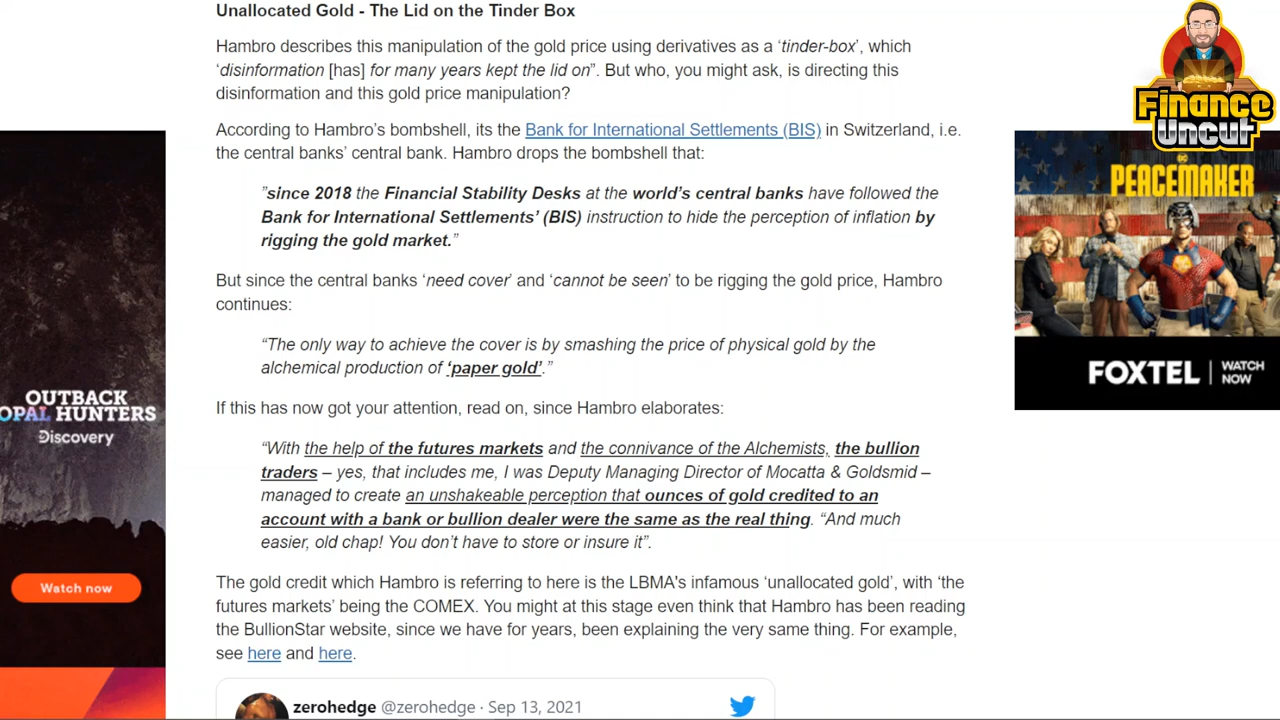 Unallocated Gold - The Lid on the Tinder Box
Hambro describes this manipulation of the gold price using derivatives as a ‘tinder-box’, which
‘disinformation [has] for many years kept the lid on”. But who, you might ask, is directing this
disinformation and this gold price manipulation?
According to Hambro’s bombshell, its the Bank for International Settlements (BIS) in Switzerland, i.e.
the central banks’ central bank. Hambro drops the bombshell that:
”since 2018 the Financial Stability Desks at the world’s central banks have followed the
Bank for International Settlements’ (BIS) instruction to hide the perception of inflation by
rigging the gold market.”
But since the central banks ‘need cover’ and ‘cannot be seen’ to be rigging the gold price, Hambro
continues:
“The only way to achieve the cover is by smashing the price of physical gold by the
alchemical production of ‘paper gold’.”
If this has now got your attention, read on, since Hambro elaborates:
“With the help of the futures markets and the connivance of the Alchemists, the bullion
traders – yes, that includes me, I was Deputy Managing Director of Mocatta & Goldsmid –
managed to create an unshakeable perception that ounces of gold credited to an
account with a bank or bullion dealer were the same as the real thing. “And much
easier, old chap! You don’t have to store or insure it”.
The gold credit which Hambro is referring to here is the LBMA's infamous ‘unallocated gold’, with ‘the
futures markets’ being the COMEX. You might at this stage even think that Hambro has been reading
the BullionStar website, since we have for years, been explaining the very same thing. For example,
see here and here.
zerohedge @zerohedge · Sep 13, 2021
OUTBACK
OPAL HUNTERS
Discovery
Watch now
Finance
Uncut
DC
PEACEMAKER
FOXTEL | WATCH
NOW